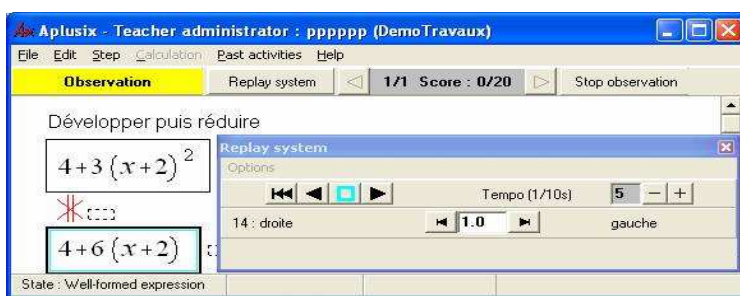 Aplusix - Teacher administrator : pppppp (DemoTravaux)
File Edit Step Calculation Past activities Help
Observation Replay system 1/1 Score : 0/20 Stop observation
Développer puis réduire
4+3(x+2)²
Replay system
Options
Tempo (1/10s) 5 − +
14 : droite 1.0 gauche
4+6(x+2)
State : Well-formed expression